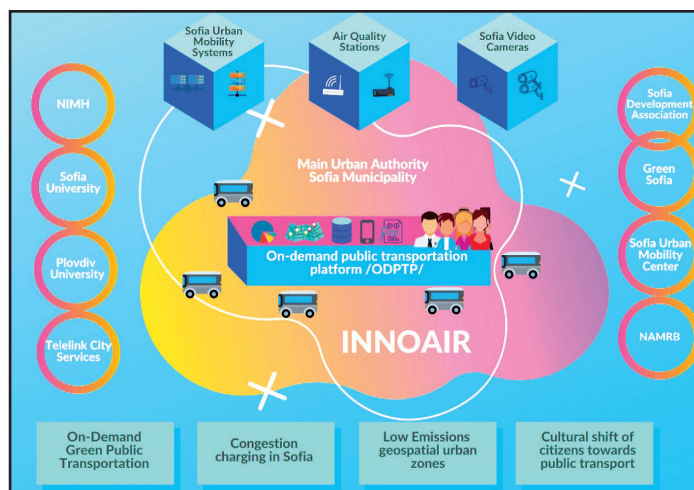 Sofia Urban
Mobility
Systems
Air Quality
Stations
Sofia Video
Cameras
NIMH
Sofia
University
Plovdiv
University
Telelink City
Services
Main Urban Authority
Sofia Municipality
On-demand public transportation
platform /ODPTP/
INNOAIR
Sofia
Development
Association
Green
Sofia
Sofia Urban
Mobility
Center
NAMRB
On-Demand
Green Public
Transportation
Congestion
charging in Sofia
Low Emissions
geospatial urban
zones
Cultural shift of
citizens towards
public transport